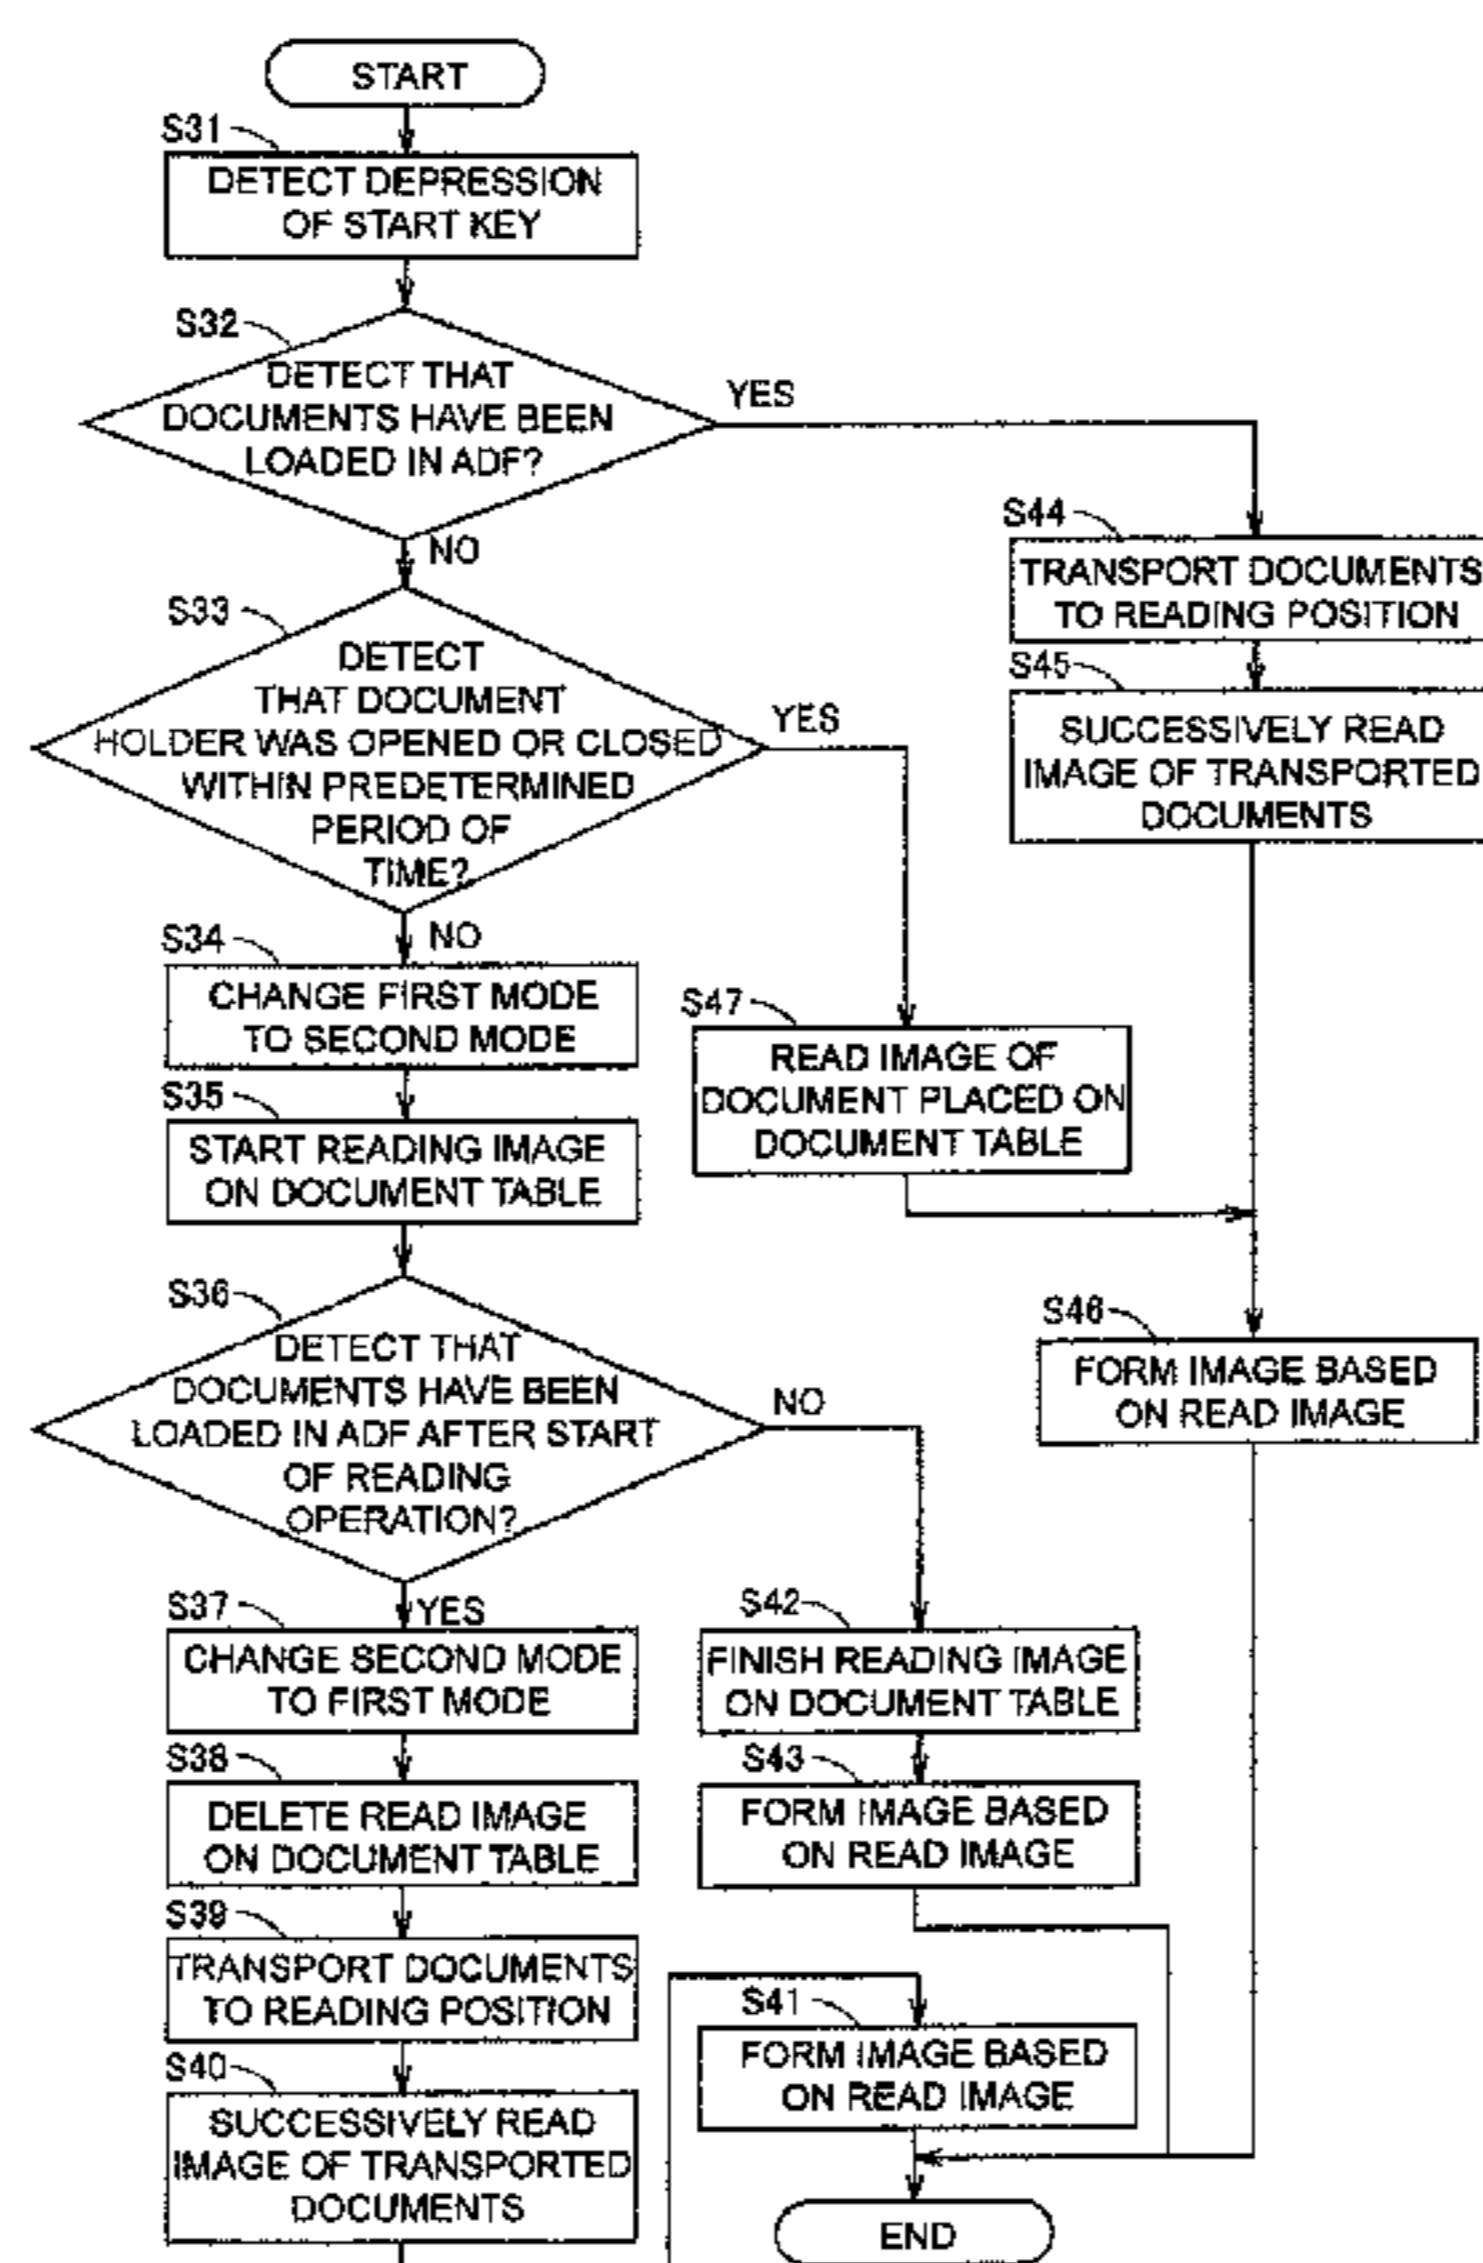 START
S31
DETECT DEPRESSION
OF START KEY
S32
DETECT THAT
DOCUMENTS HAVE BEEN
LOADED IN ADF?
YES
NO
S44
TRANSPORT DOCUMENTS
TO READING POSITION
S45
SUCCESSIVELY READ
IMAGE OF TRANSPORTED
DOCUMENTS
S33
DETECT
THAT DOCUMENT
HOLDER WAS OPENED OR CLOSED
WITHIN PREDETERMINED
PERIOD OF
TIME?
YES
NO
S34
CHANGE FIRST MODE
TO SECOND MODE
S47
READ IMAGE OF
DOCUMENT PLACED ON
DOCUMENT TABLE
S35
START READING IMAGE
ON DOCUMENT TABLE
S36
DETECT THAT
DOCUMENTS HAVE BEEN
LOADED IN ADF AFTER START
OF READING
OPERATION?
NO
YES
S46
FORM IMAGE BASED
ON READ IMAGE
S37
CHANGE SECOND MODE
TO FIRST MODE
S42
FINISH READING IMAGE
ON DOCUMENT TABLE
S38
DELETE READ IMAGE
ON DOCUMENT TABLE
S43
FORM IMAGE BASED
ON READ IMAGE
S39
TRANSPORT DOCUMENTS
TO READING POSITION
S41
FORM IMAGE BASED
ON READ IMAGE
S40
SUCCESSIVELY READ
IMAGE OF TRANSPORTED
DOCUMENTS
END